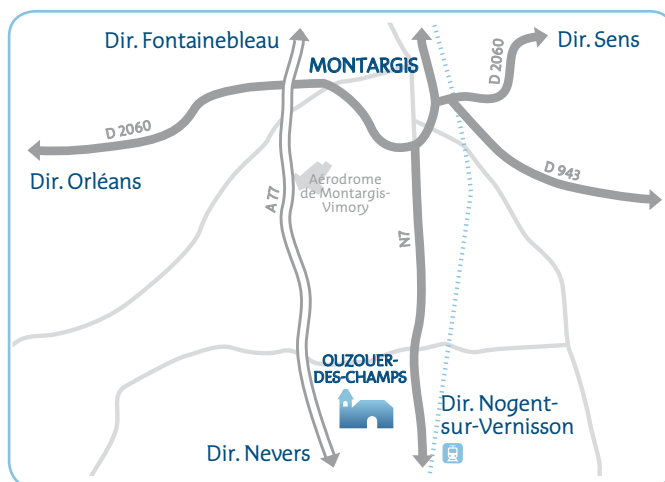 Dir. Fontainebleau
Dir. Sens
MONTARGIS
D 2060
D 2060
Dir. Orléans
D 943
Aérodrome
de Montargis-
Vimory
A 77
N7
OUZOUER-
DES-CHAMPS
Dir. Nogent-
sur-Vernisson
Dir. Nevers